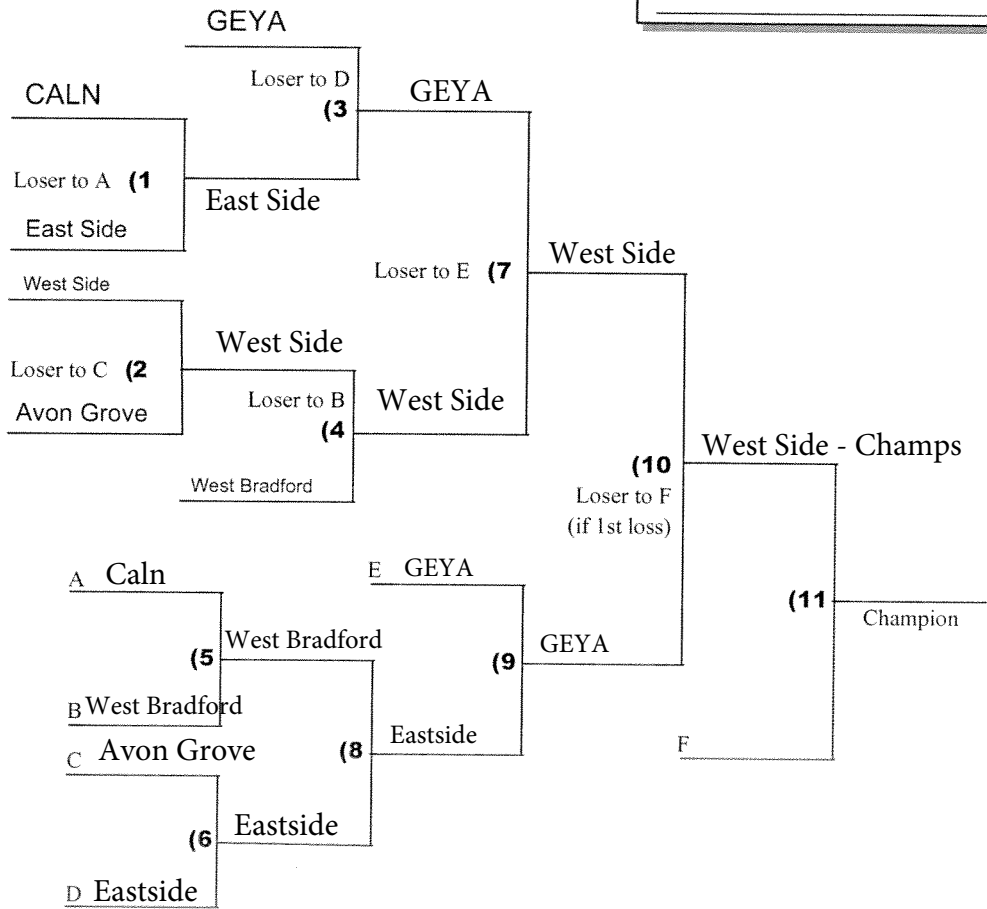 GEYA
Loser to D
(3
GEYA
CALN
Loser to A (1
East Side
East Side
West Side
Loser to E (7
West Side
West Side
Loser to C (2
Avon Grove
Loser to B
(4
West Side
West Bradford
(10
Loser to F
(if 1st loss)
West Side - Champs
A Caln
E GEYA
(11
Champion
(5
West Bradford
(9
GEYA
B West Bradford
C Avon Grove
(8
Eastside
F
(6
Eastside
D Eastside